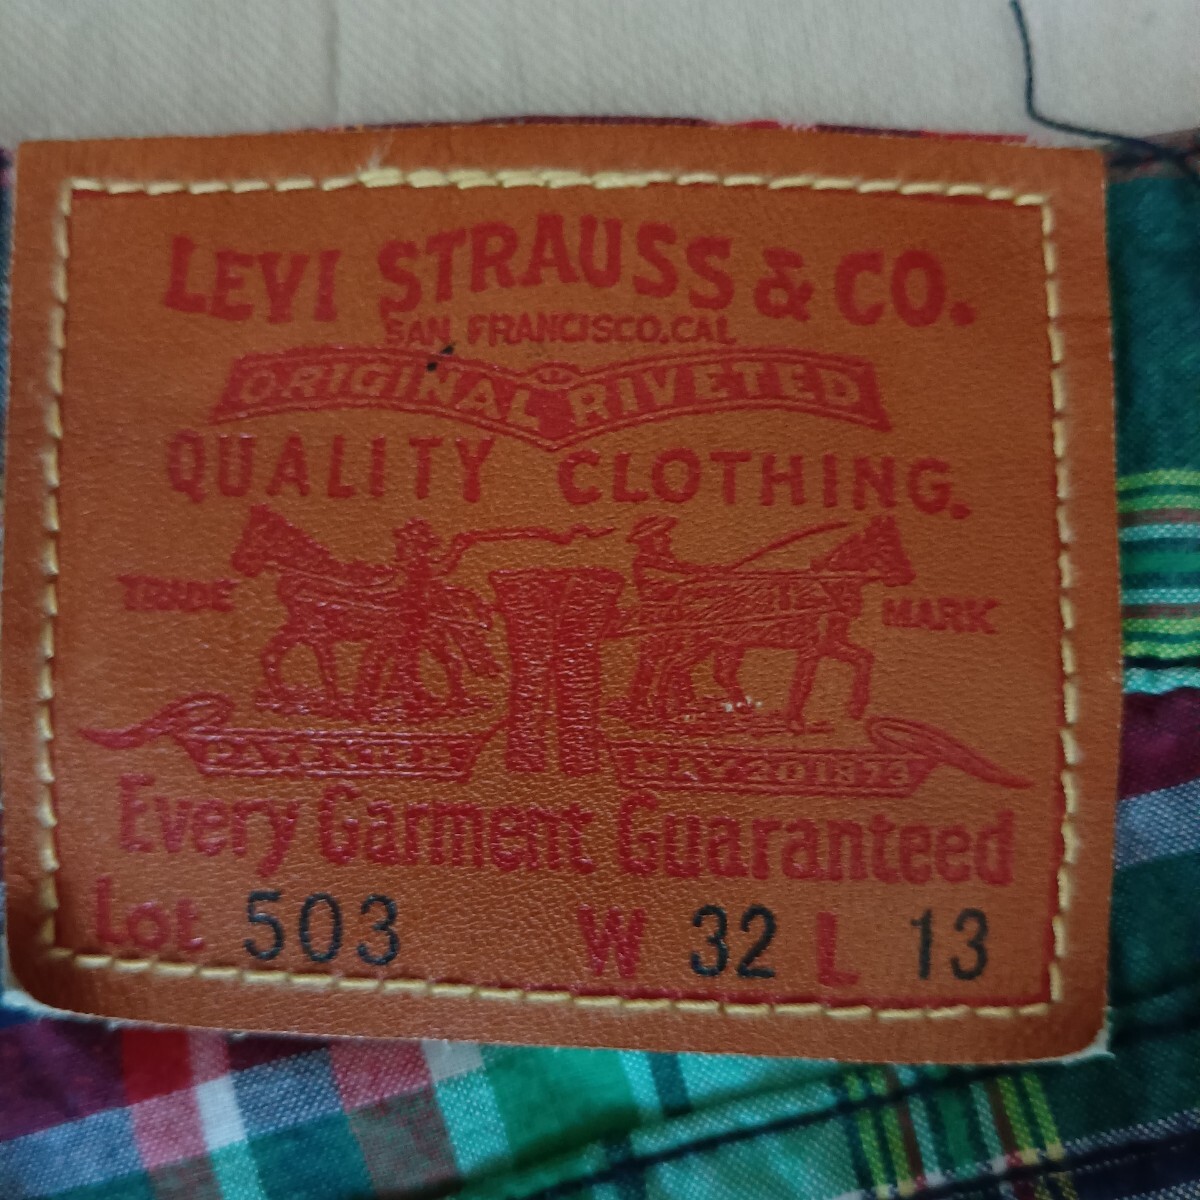 LEVI STRAUSS & CO.
SAN FRANCISCO, CAL
ORIGINAL RIVETED
QUALITY CLOTHING.
TRADE MARK
PATENTED MAY 20 1873
Every Garment Guaranteed
Lot 503 W 32 L 13